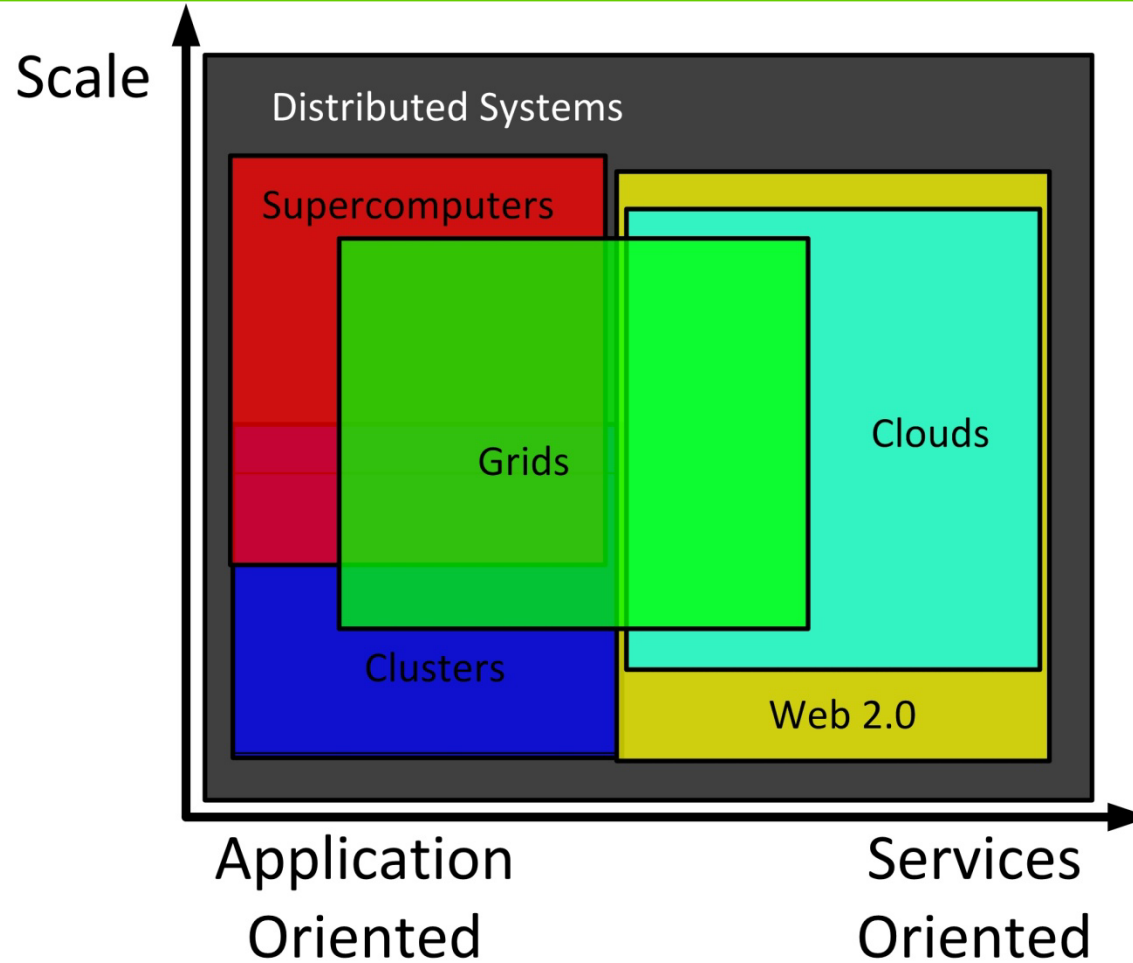 Scale
Distributed Systems
Supercomputers
Clouds
Grids
Clusters
Web 2.0
Application
Oriented
Services
Oriented